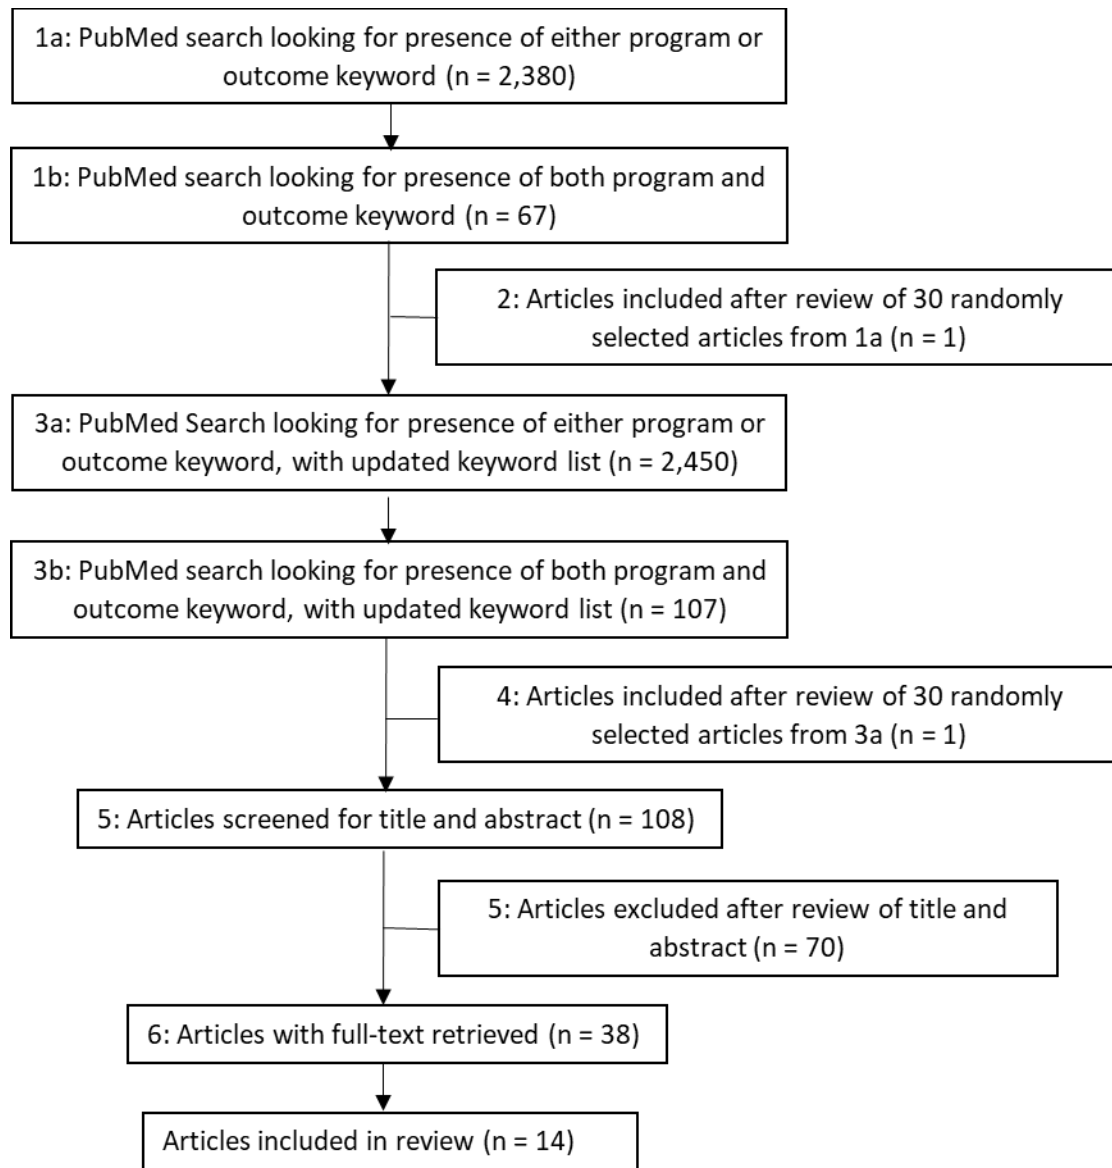 1a: PubMed search looking for presence of either program or
outcome keyword (n = 2,380)
1b: PubMed search looking for presence of both program and
outcome keyword (n = 67)
2: Articles included after review of 30 randomly
selected articles from 1a (n = 1)
3a: PubMed Search looking for presence of either program or
outcome keyword, with updated keyword list (n = 2,450)
3b: PubMed search looking for presence of both program and
outcome keyword, with updated keyword list (n = 107)
4: Articles included after review of 30 randomly
selected articles from 3a (n = 1)
5: Articles screened for title and abstract (n = 108)
5: Articles excluded after review of title and
abstract (n = 70)
6: Articles with full-text retrieved (n = 38)
Articles included in review (n = 14)